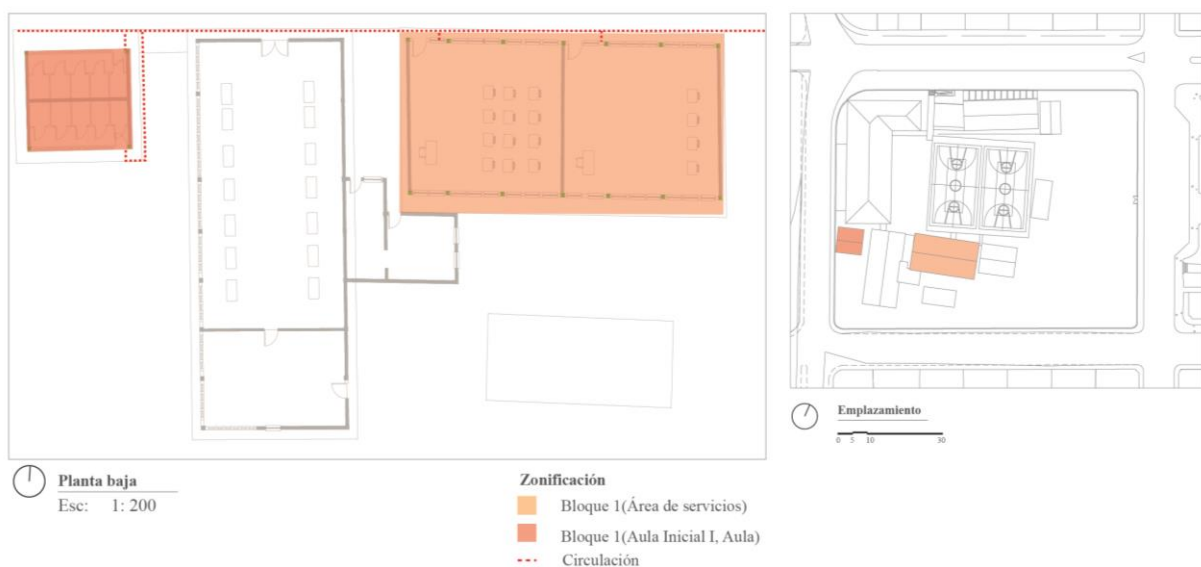 Planta baja
Esc: 1: 200
Zonificación
Bloque 1(Área de servicios)
Bloque 1(Aula Inicial I, Aula)
Circulación
Emplazamiento
0 5 10 30